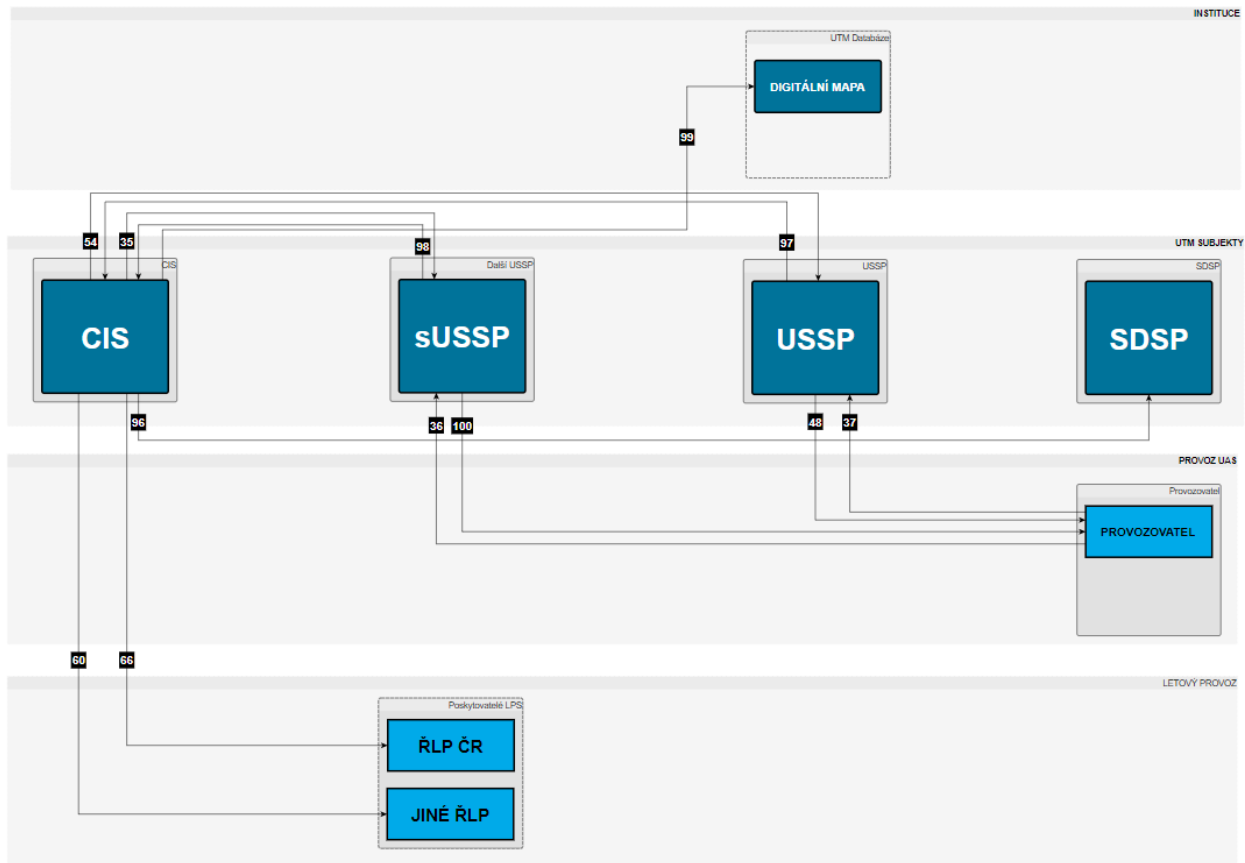 INSTITUCE
UTM Databáze
DIGITÁLNÍ MAPA
99
54
35
98
97
UTM SUBJEKTY
CIS
Další USSP
USSP
SDSP
CIS
sUSSP
USSP
SDSP
96
36
100
48
37
PROVOZ UAS
Provozovatel
PROVOZOVATEL
60
66
LETOVÝ PROVOZ
Poskytovatelé LPS
ŘLP ČR
JINÉ ŘLP